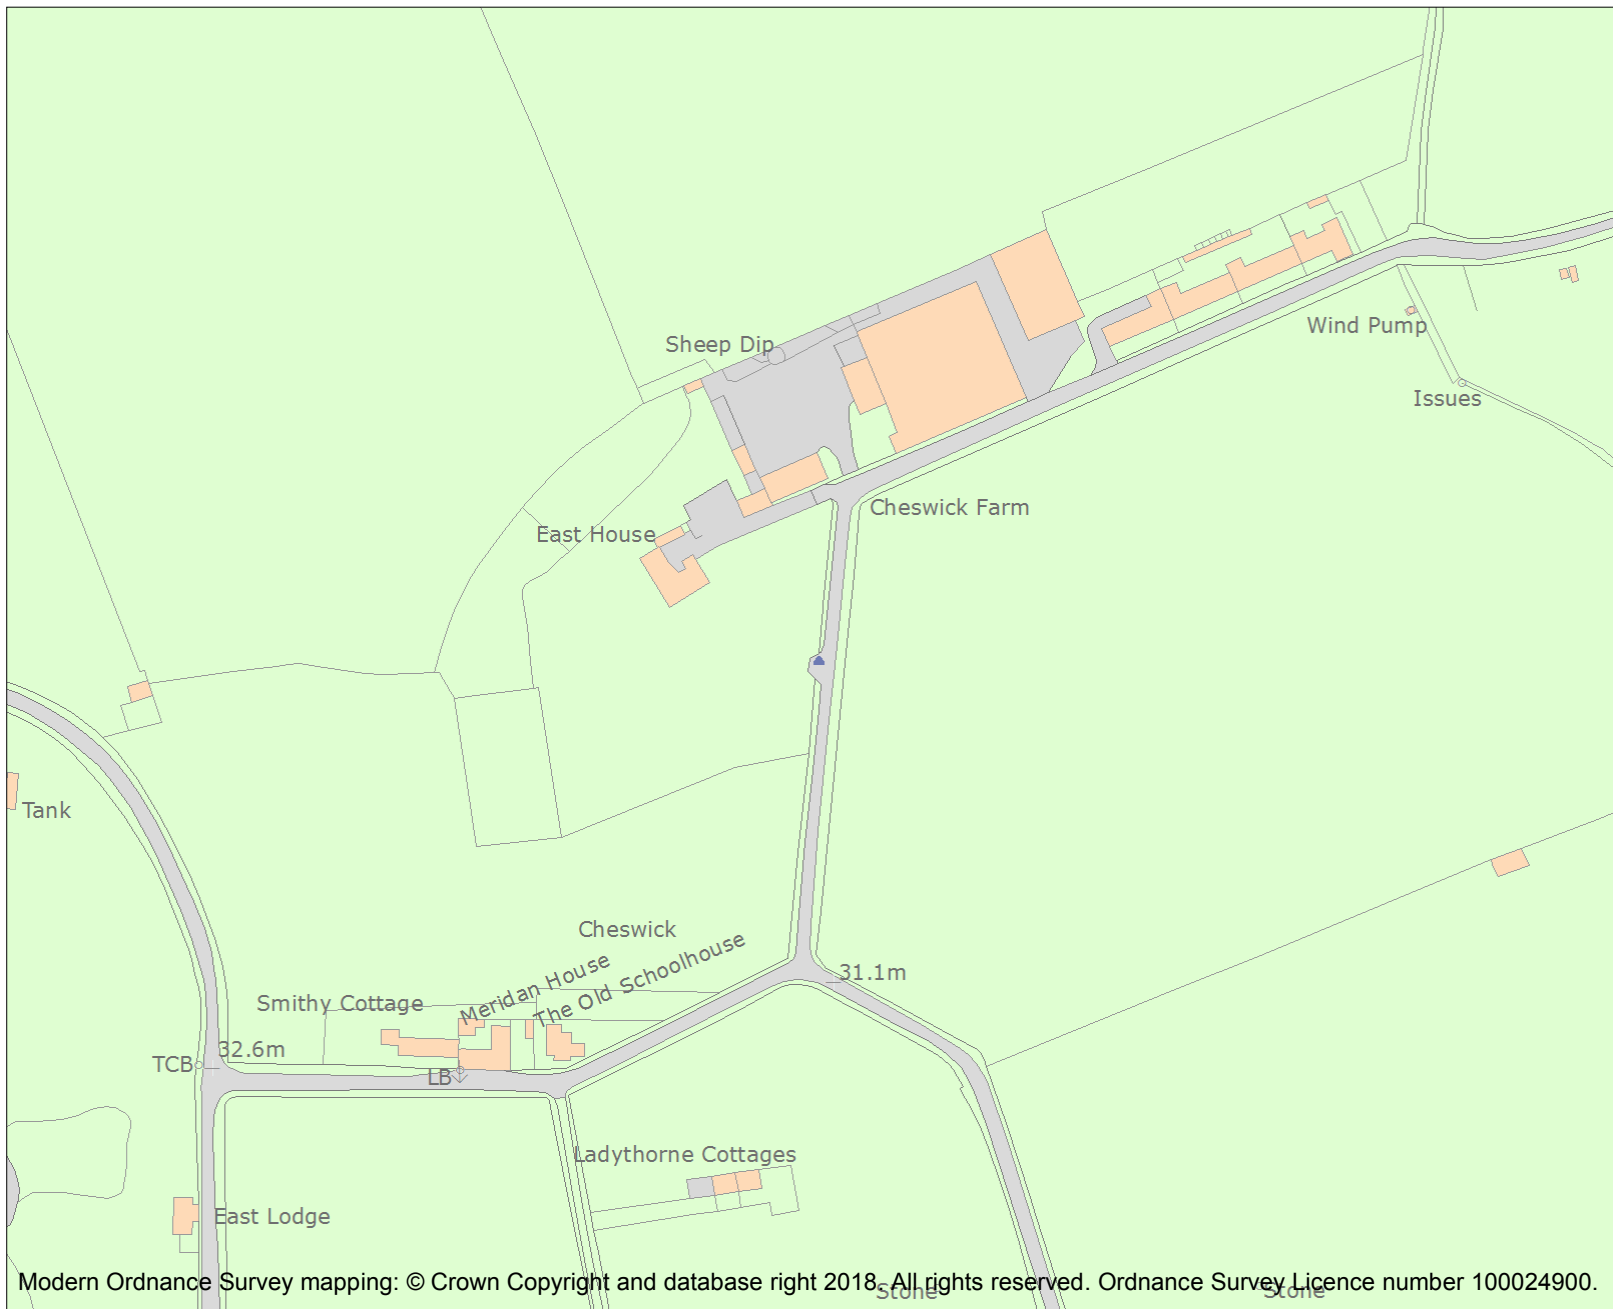 Sheep Dip
Wind Pump
Issues
Cheswick Farm
East House
Tank
Cheswick
Meridan House
The Old Schoolhouse
Smithy Cottage
31.1m
32.6m
TCB
LB
Ladythorne Cottages
East Lodge
Stone
Stone
Modern Ordnance Survey mapping: © Crown Copyright and database right 2018. All rights reserved. Ordnance Survey Licence number 100024900.